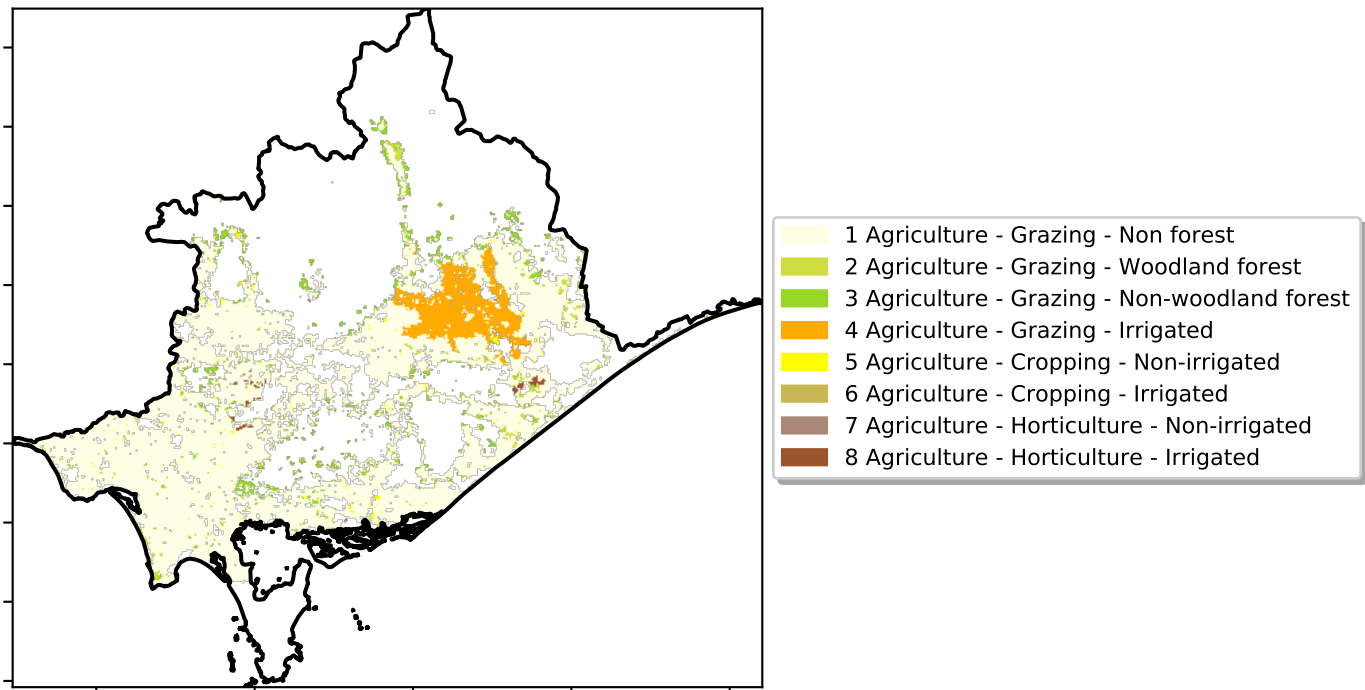 1 Agriculture - Grazing - Non forest
2 Agriculture - Grazing - Woodland forest
3 Agriculture - Grazing - Non-woodland forest
4 Agriculture - Grazing - Irrigated
5 Agriculture - Cropping - Non-irrigated
6 Agriculture - Cropping - Irrigated
7 Agriculture - Horticulture - Non-irrigated
8 Agriculture - Horticulture - Irrigated